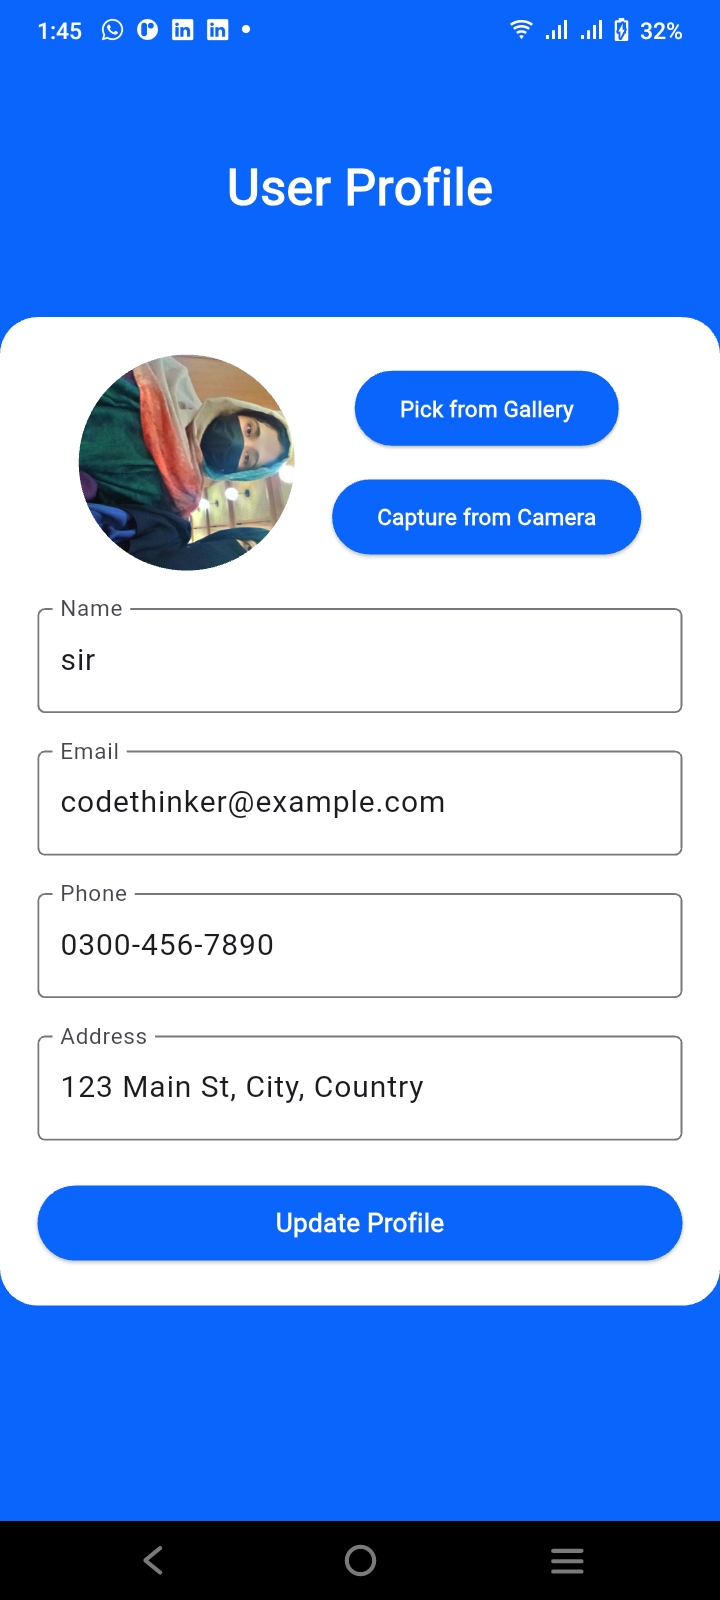 1:45 32%
User Profile
Pick from Gallery
Capture from Camera
Name
sir
Email
codethinker@example.com
Phone
0300-456-7890
Address
123 Main St, City, Country
Update Profile